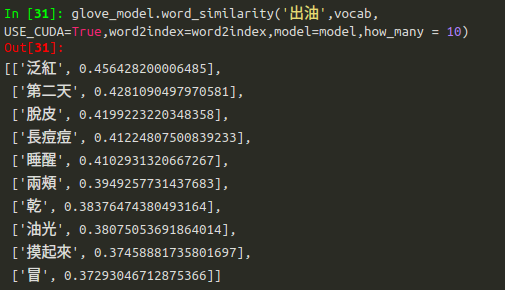 In [31]: glove_model.word_similarity('出油',vocab,
USE_CUDA=True,word2index=word2index,model=model,how_many = 10)
Out[31]:
[['泛紅', 0.456428200006485],
['第二天', 0.4281090497970581],
['脫皮', 0.4199223220348358],
['長痘痘', 0.41224807500839233],
['睡醒', 0.4102931320667267],
['兩頰', 0.3949257731437683],
['乾', 0.38376474380493164],
['油光', 0.38075053691864014],
['摸起來', 0.37458881735801697],
['冒', 0.37293046712875366]]